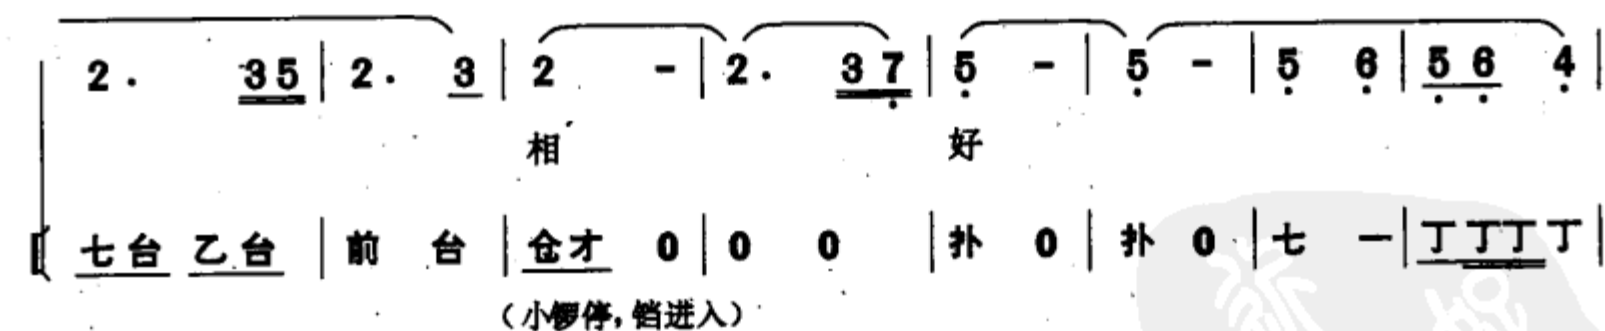 2. 35 | 2. 3 | 2 - | 2. 37 | 5 - | 5 - | 5 6 | 56 4 |
相 好
七台 乙台 | 前 台 | 仓才 0 | 0 0 | 扑 0 | 扑 0 | 七 一 | 丁丁丁丁 |
（小锣停，铛进入）